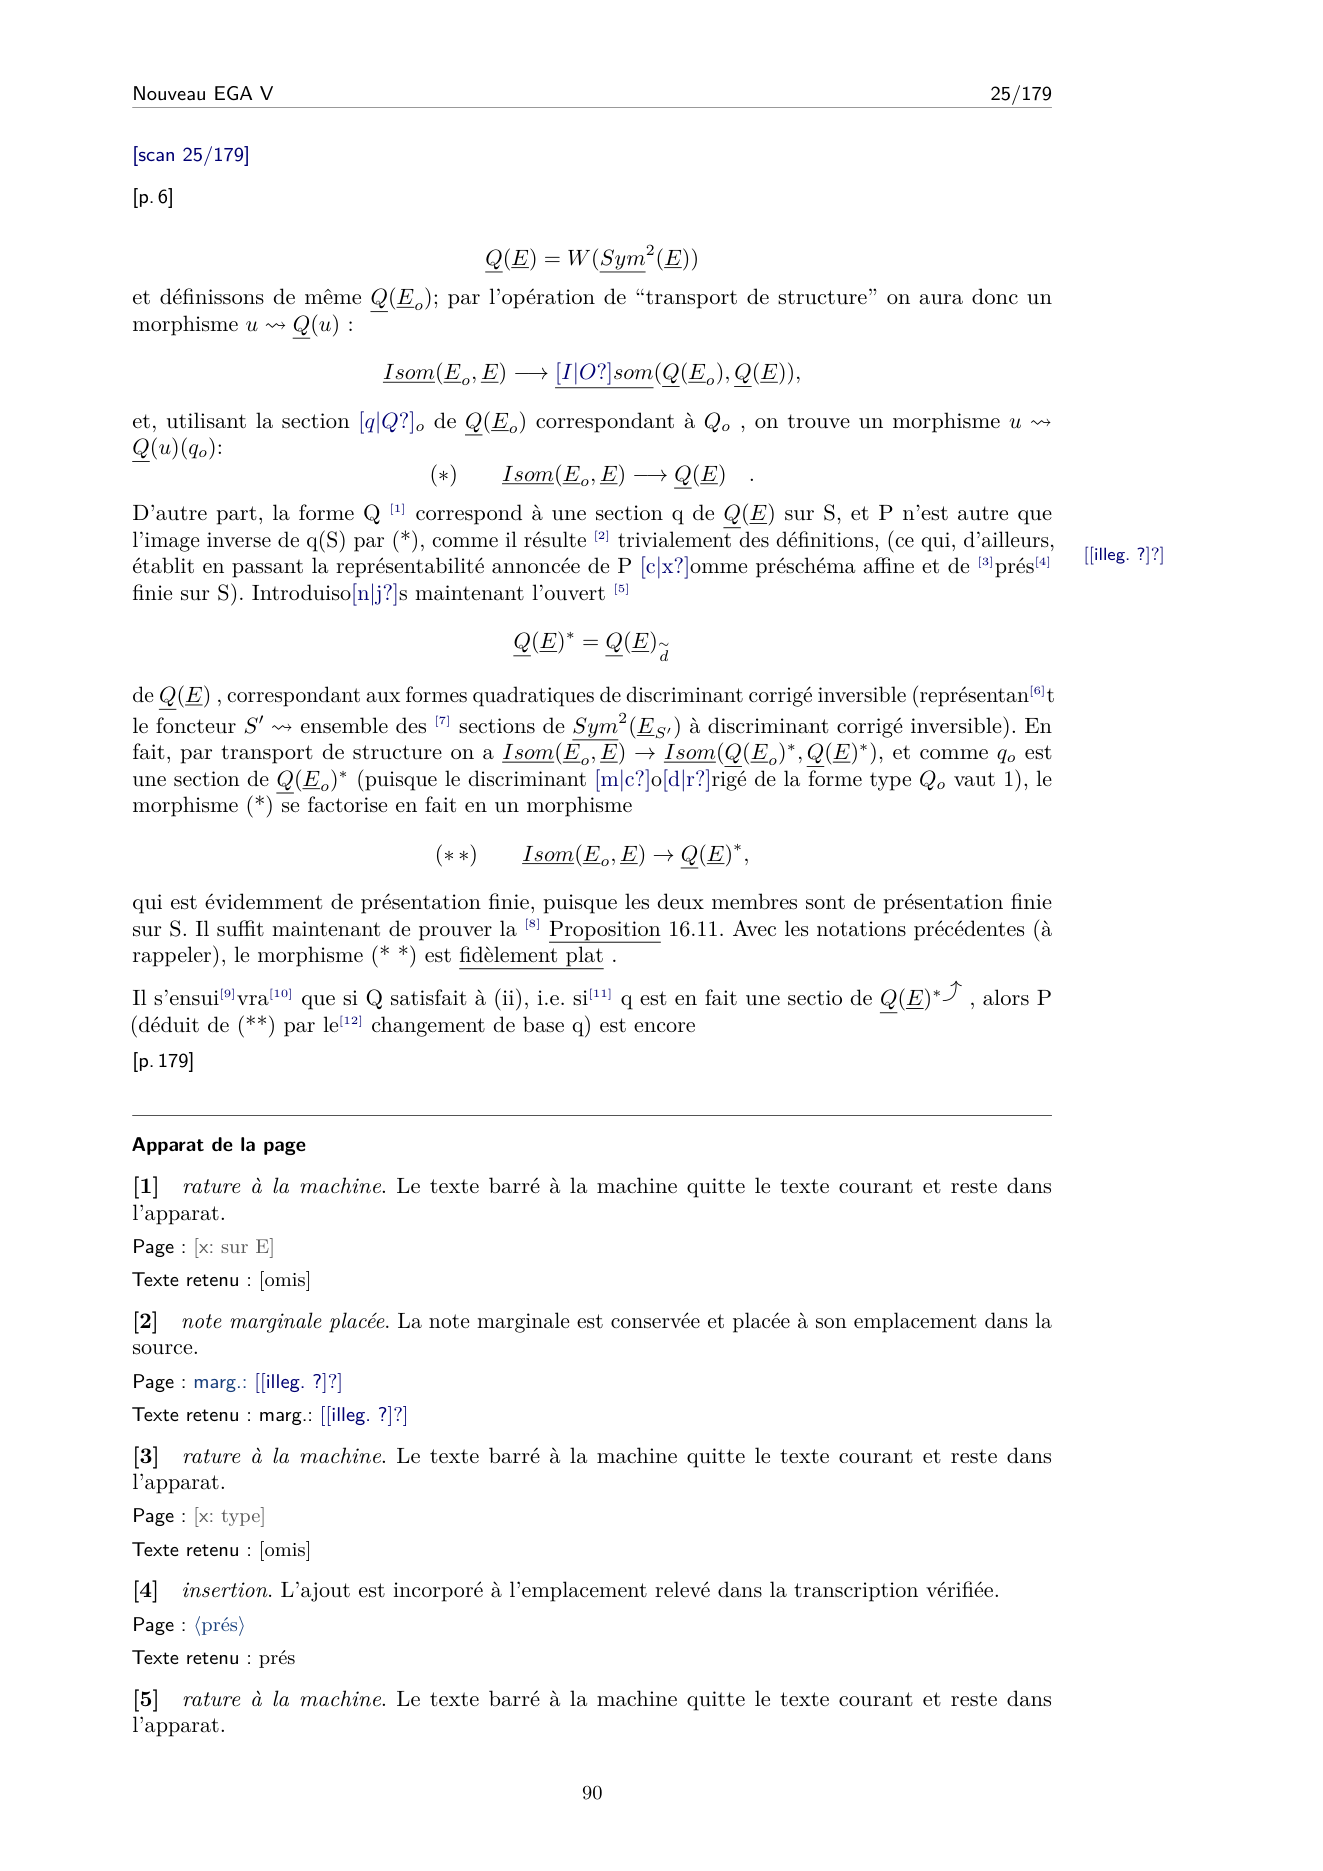 Nouveau EGA V 25/179
[scan 25/179]
[p. 6]
Q(E) = W(Sym²(E))
et définissons de même Q(E_o); par l'opération de “transport de structure” on aura donc un
morphisme u ⇝ Q(u) :
Isom(E_o, E) ⟶ [I|O?]som(Q(E_o), Q(E)),
et, utilisant la section [q|Q?]_o de Q(E_o) correspondant à Q_o , on trouve un morphisme u ⇝
Q(u)(q_o):
(∗) Isom(E_o, E) ⟶ Q(E) .
D'autre part, la forme Q [1] correspond à une section q de Q(E) sur S, et P n'est autre que
l'image inverse de q(S) par (*), comme il résulte [2] trivialement des définitions, (ce qui, d'ailleurs,
[[illeg. ?]?]
établit en passant la représentabilité annoncée de P [c|x?]omme préschéma affine et de [3]prés[4]
finie sur S). Introduiso[n|j?]s maintenant l'ouvert [5]
Q(E)* = Q(E)_d̃
de Q(E) , correspondant aux formes quadratiques de discriminant corrigé inversible (représentan[6]t
le foncteur S′ ⇝ ensemble des [7] sections de Sym²(E_S′) à discriminant corrigé inversible). En
fait, par transport de structure on a Isom(E_o, E) → Isom(Q(E_o)*, Q(E)*), et comme q_o est
une section de Q(E_o)* (puisque le discriminant [m|c?]o[d|r?]rigé de la forme type Q_o vaut 1), le
morphisme (*) se factorise en fait en un morphisme
(∗ ∗) Isom(E_o, E) → Q(E)*,
qui est évidemment de présentation finie, puisque les deux membres sont de présentation finie
sur S. Il suffit maintenant de prouver la [8] Proposition 16.11. Avec les notations précédentes (à
rappeler), le morphisme (* *) est fidèlement plat .
Il s'ensui[9]vra[10] que si Q satisfait à (ii), i.e. si[11] q est en fait une sectio de Q(E)*⤴ , alors P
(déduit de (**) par le[12] changement de base q) est encore
[p. 179]
Apparat de la page
[1] rature à la machine. Le texte barré à la machine quitte le texte courant et reste dans
l'apparat.
Page : [x: sur E]
Texte retenu : [omis]
[2] note marginale placée. La note marginale est conservée et placée à son emplacement dans la
source.
Page : marg.: [[illeg. ?]?]
Texte retenu : marg.: [[illeg. ?]?]
[3] rature à la machine. Le texte barré à la machine quitte le texte courant et reste dans
l'apparat.
Page : [x: type]
Texte retenu : [omis]
[4] insertion. L'ajout est incorporé à l'emplacement relevé dans la transcription vérifiée.
Page : ⟨prés⟩
Texte retenu : prés
[5] rature à la machine. Le texte barré à la machine quitte le texte courant et reste dans
l'apparat.
90